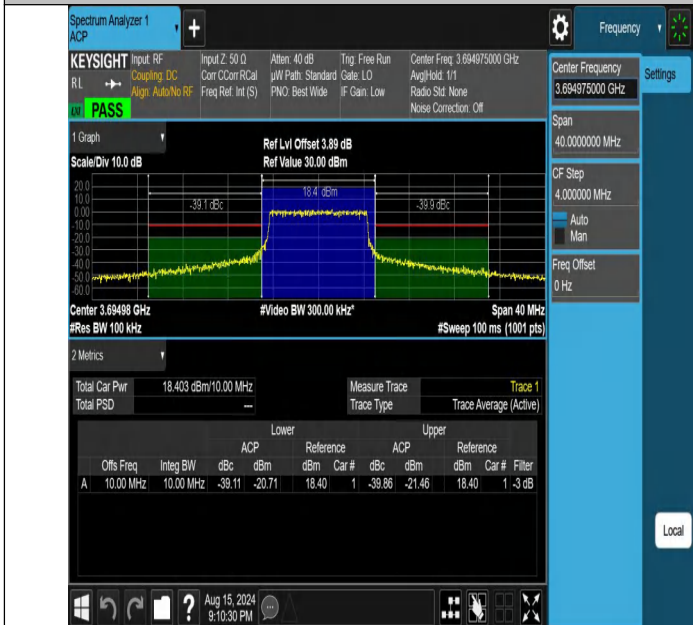 Spectrum Analyzer 1
ACP
+
Frequency
KEYSIGHT Input: RF Input Z: 50 Ω Atten: 40 dB Trig: Free Run Center Freq: 3.694975000 GHz
RL Coupling: DC Corr CCorr RCal µW Path: Standard Gate: LO Avg|Hold: 1/1
Align: Auto/No RF Freq Ref: Int (S) PNO: Best Wide IF Gain: Low Radio Std: None
PASS Noise Correction: Off
Center Frequency
3.694975000 GHz
Settings
Span
40.0000000 MHz
CF Step
4.000000 MHz
Auto
Man
Freq Offset
0 Hz
1 Graph
Ref Lvl Offset 3.89 dB
Scale/Div 10.0 dB Ref Value 30.00 dBm
20.0
10.0
0.00
-10.0
-20.0
-30.0
-40.0
-50.0
-60.0
-39.1 dBc 18.4 dBm -39.9 dBc
Center 3.69498 GHz #Video BW 300.00 kHz* Span 40 MHz
#Res BW 100 kHz #Sweep 100 ms (1001 pts)
2 Metrics
Total Car Pwr 18.403 dBm/10.00 MHz Measure Trace Trace 1
Total PSD --- Trace Type Trace Average (Active)
Lower Upper
ACP Reference ACP Reference
Offs Freq Integ BW dBc dBm dBm Car # dBc dBm dBm Car # Filter
A 10.00 MHz 10.00 MHz -39.11 -20.71 18.40 1 -39.86 -21.46 18.40 1 -3 dB
Local
? Aug 15, 2024
9:10:30 PM